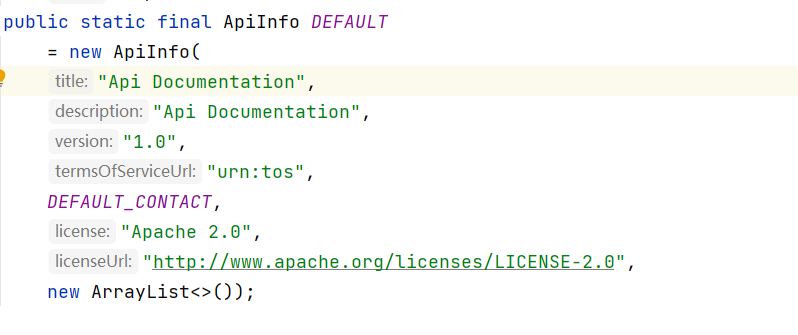 public static final ApiInfo DEFAULT
= new ApiInfo(
title: "Api Documentation",
description: "Api Documentation",
version: "1.0",
termsOfServiceUrl: "urn:tos",
DEFAULT_CONTACT,
license: "Apache 2.0",
licenseUrl: "http://www.apache.org/licenses/LICENSE-2.0",
new ArrayList<>());